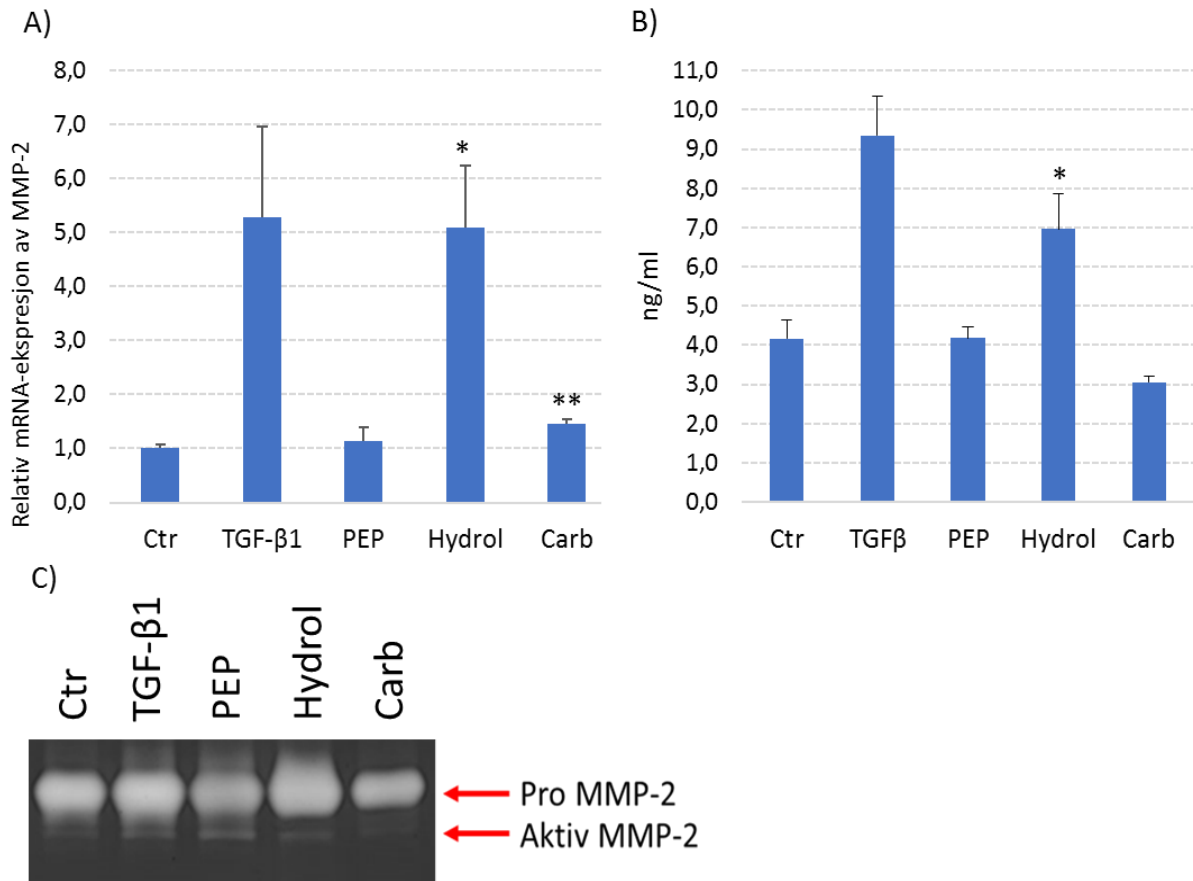 A)
Relativ mRNA-ekspresjon av MMP-2
8,0
7,0
6,0
5,0
4,0
3,0
2,0
1,0
0,0
*
**
Ctr TGF-β1 PEP Hydrol Carb
B)
ng/ml
11,0
10,0
9,0
8,0
7,0
6,0
5,0
4,0
3,0
2,0
1,0
0,0
*
Ctr TGFβ PEP Hydrol Carb
C)
Ctr TGF-β1 PEP Hydrol Carb
Pro MMP-2
Aktiv MMP-2